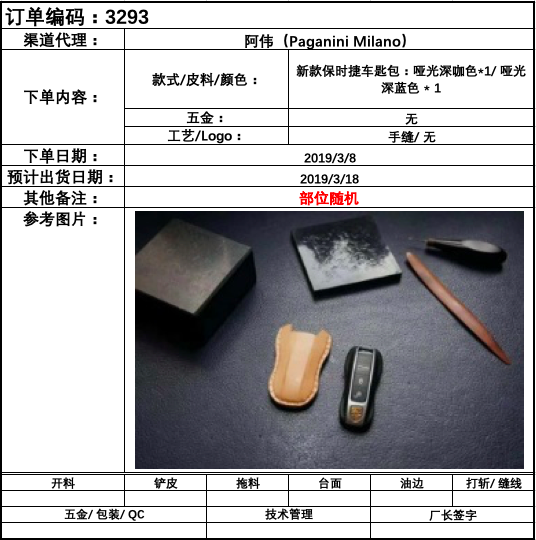 订单编码：3293
渠道代理： 阿伟（Paganini Milano）
下单内容：
款式/皮料/颜色： 新款保时捷车匙包：哑光深咖色*1/ 哑光
深蓝色 * 1
五金： 无
工艺/Logo： 手缝/ 无
下单日期： 2019/3/8
预计出货日期： 2019/3/18
其他备注： 部位随机
参考图片：
开料 铲皮 拖料 台面 油边 打斩/ 缝线
五金/ 包装/ QC 技术管理 厂长签字